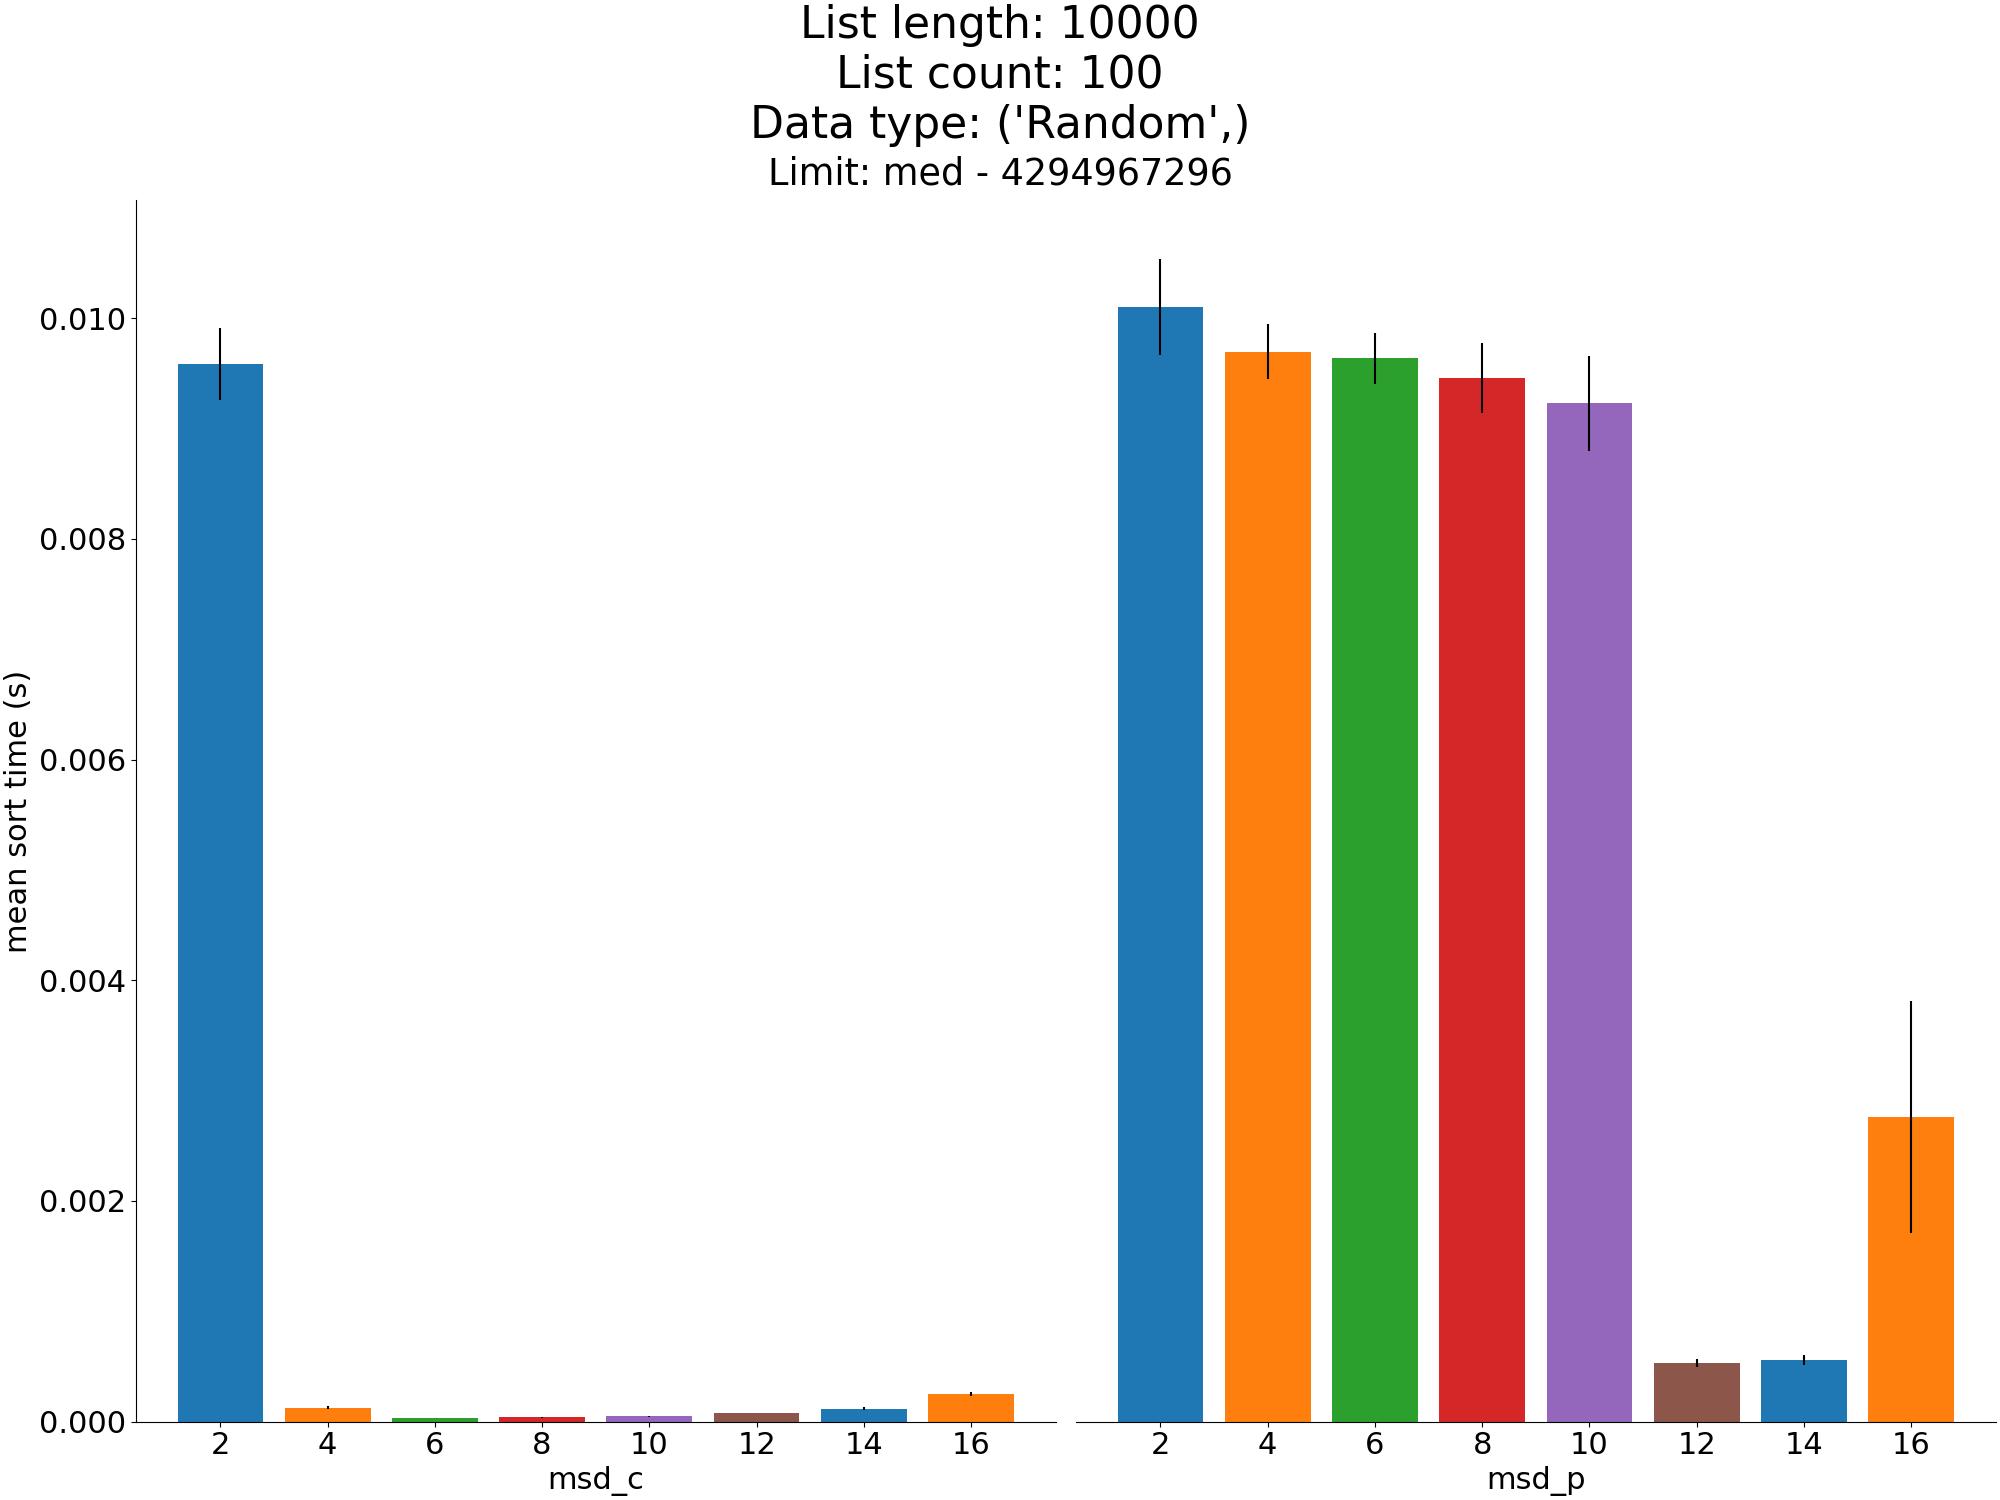 List length: 10000
List count: 100
Data type: ('Random',)
Limit: med - 4294967296
mean sort time (s)
0.010
0.008
0.006
0.004
0.002
0.000
2 4 6 8 10 12 14 16
msd_c
2 4 6 8 10 12 14 16
msd_p